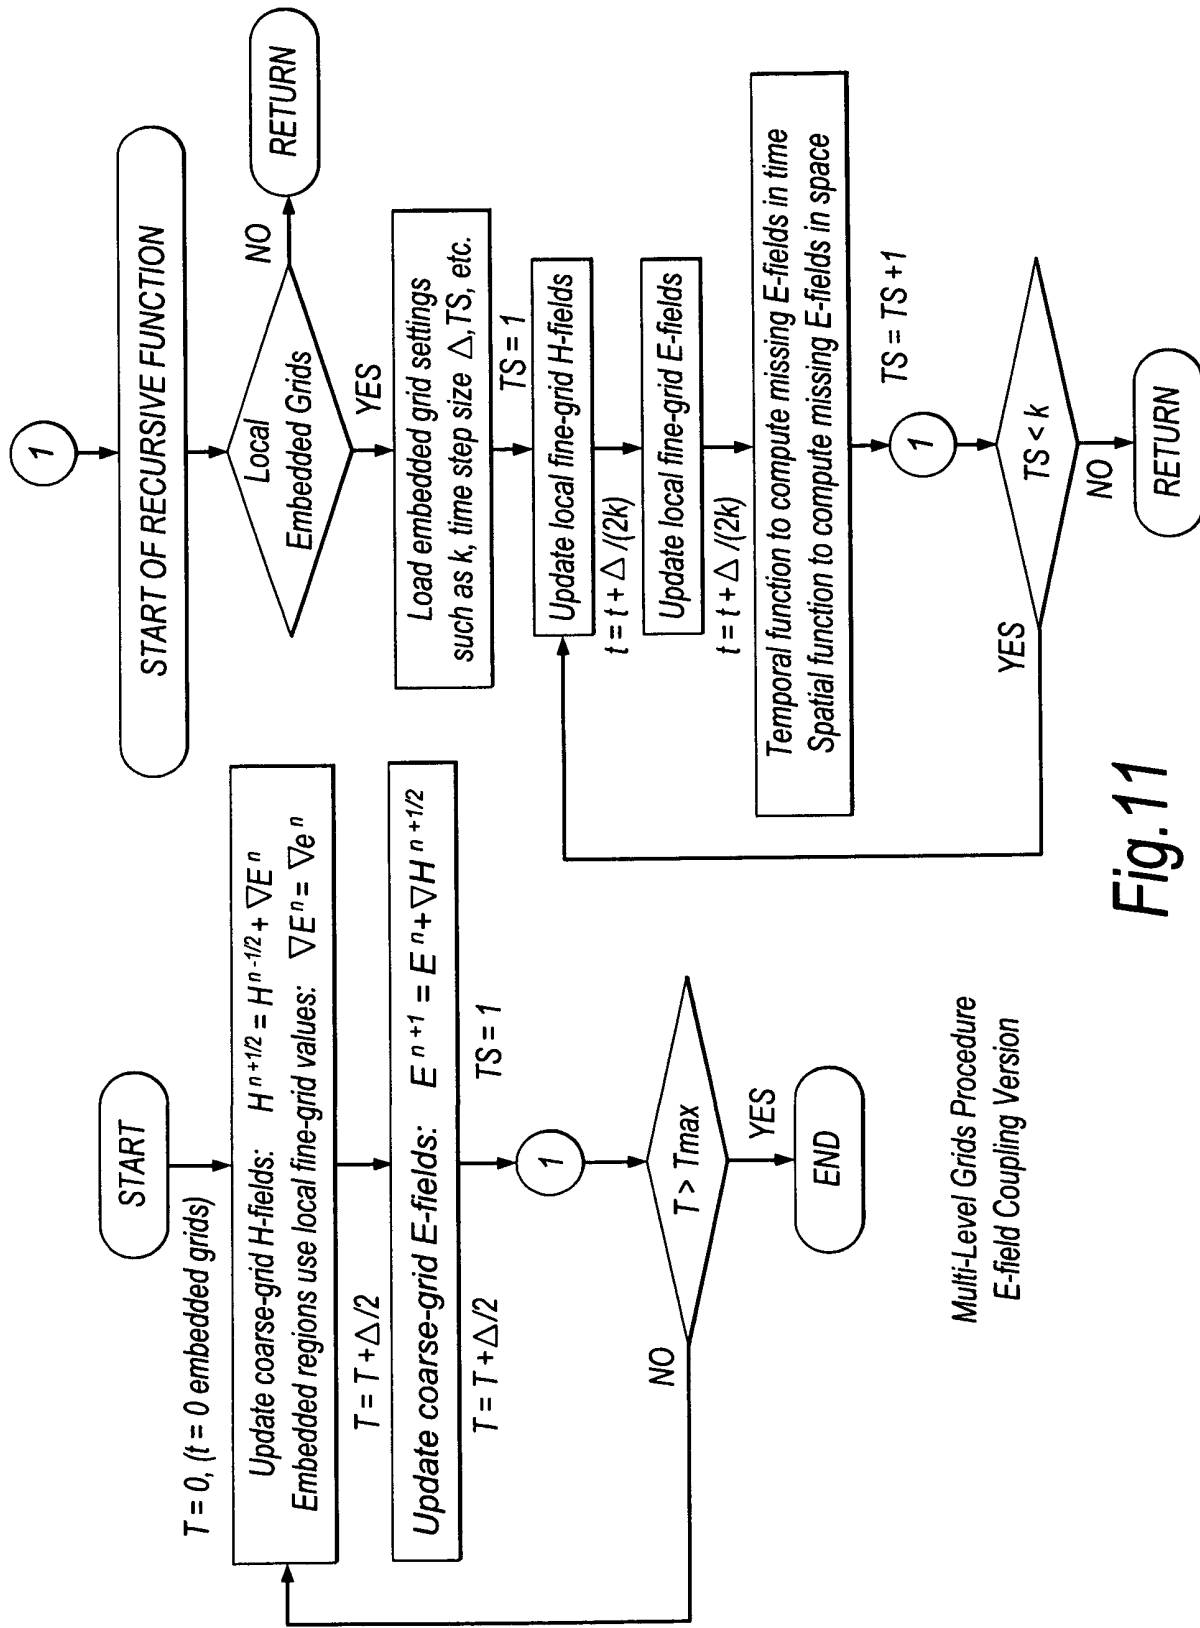 START
T = 0, (t = 0 embedded grids)
Update coarse-grid H-fields: H^{n+1/2} = H^{n-1/2} + ∇E^n
Embedded regions use local fine-grid values: ∇E^n = ∇e^n
T = T + Δ/2
Update coarse-grid E-fields: E^{n+1} = E^n + ∇H^{n+1/2}
T = T + Δ/2
TS = 1
1
T > Tmax
NO
YES
END
1
START OF RECURSIVE FUNCTION
Local
Embedded Grids
NO
RETURN
YES
Load embedded grid settings
such as k, time step size Δ,TS, etc.
TS = 1
Update local fine-grid H-fields
t = t + Δ/(2k)
Update local fine-grid E-fields
t = t + Δ/(2k)
Temporal function to compute missing E-fields in time
Spatial function to compute missing E-fields in space
TS = TS +1
1
TS < k
YES
NO
RETURN
Multi-Level Grids Procedure
E-field Coupling Version
Fig.11